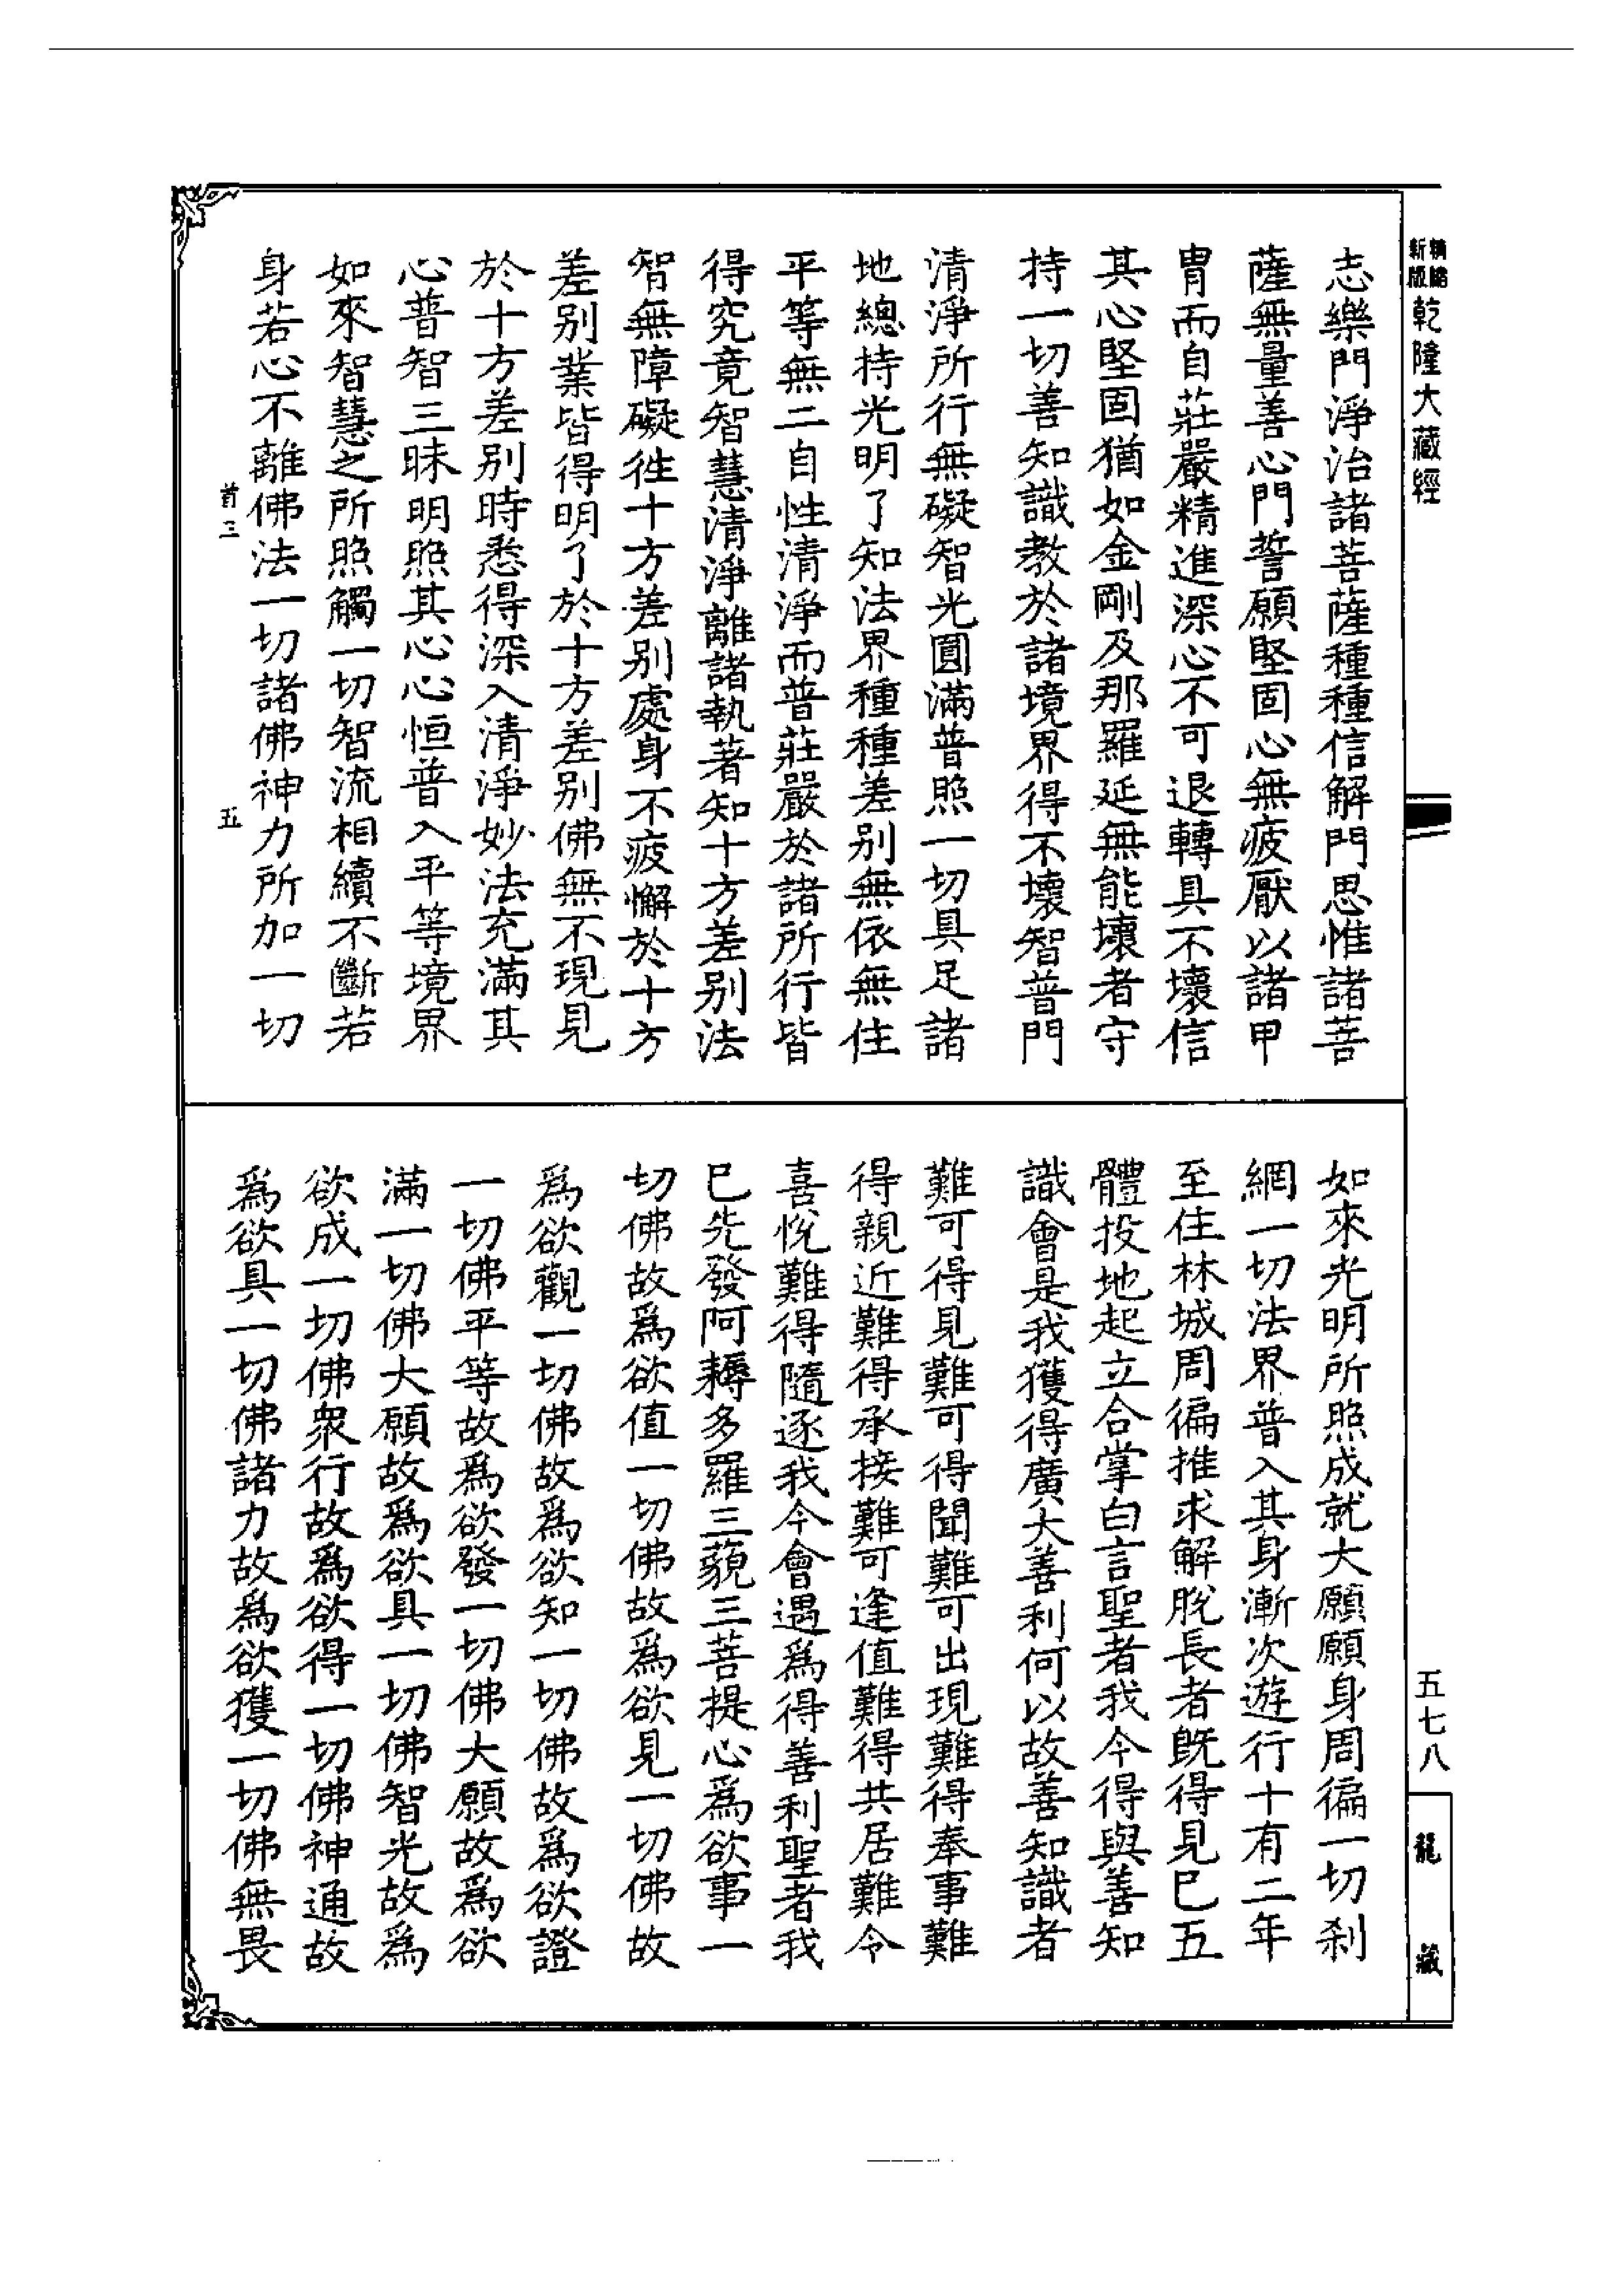 新版
精縮
乾隆大藏經
五七八
龍藏
志樂門淨治諸菩薩種種信解門思惟諸菩
薩無量善心門誓願堅固心無疲厭以諸甲
冑而自莊嚴精進深心不可退轉具不壞信
其心堅固猶如金剛及那羅延無能壞者守
持一切善知識教於諸境界得不壞智普門
清淨所行無礙智光圓滿普照一切具足諸
地總持光明了知法界種種差別無依無住
平等無二自性清淨而普莊嚴於諸所行皆
得究竟智慧清淨離諸執著知十方差別法
智無障礙徃十方差別處身不疲懈於十方
差別業皆得明了於十方差別佛無不現見
於十方差別時悉得深入清淨妙法充滿其
心普智三昧明照其心心恒普入平等境界
如來智慧之所照觸一切智流相續不斷若
身若心不離佛法一切諸佛神力所加一切
首三
五
如來光明所照成就大願願身周徧一切剎
網一切法界普入其身漸次遊行十有二年
至住林城周徧推求解脫長者既得見已五
體投地起立合掌白言聖者我今得與善知
識會是我獲得廣大善利何以故善知識者
難可得見難可得聞難可出現難得奉事難
得親近難得承接難可逢值難得共居難令
喜悅難得隨逐我今會遇爲得善利聖者我
已先發阿耨多羅三藐三菩提心爲欲事一
切佛故爲欲值一切佛故爲欲見一切佛故
爲欲觀一切佛故爲欲知一切佛故爲欲證
一切佛平等故爲欲發一切佛大願故爲欲
滿一切佛大願故爲欲具一切佛智光故爲
欲成一切佛衆行故爲欲得一切佛神通故
爲欲具一切佛諸力故爲欲獲一切佛無畏